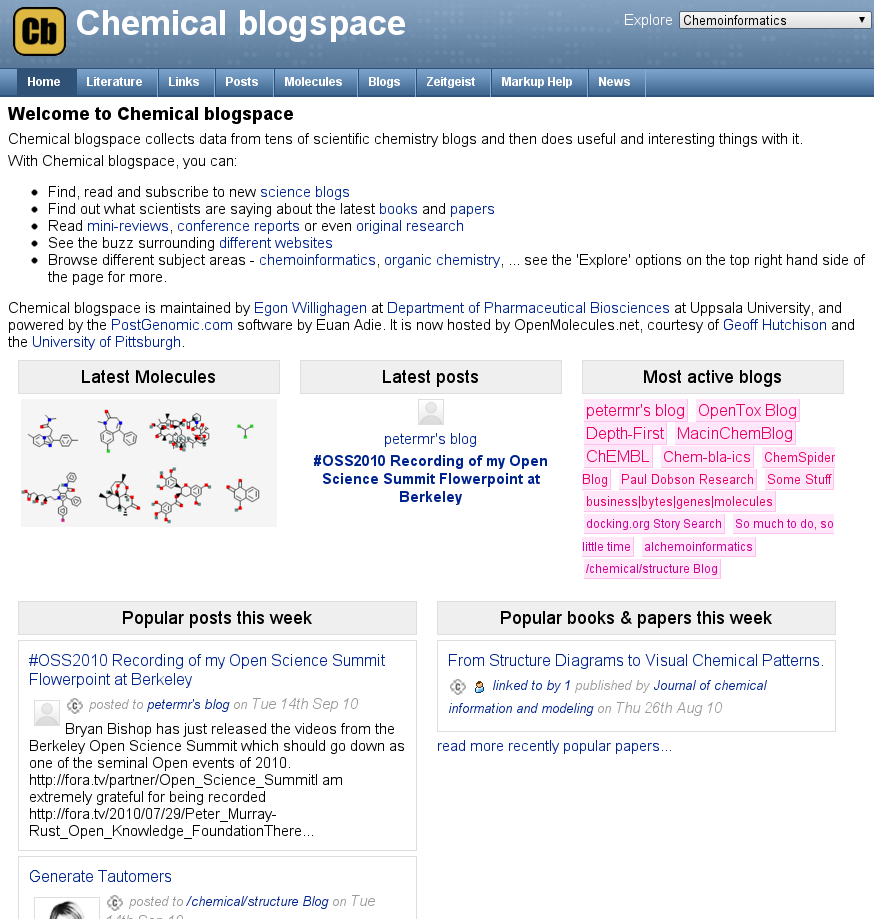 Cb
Chemical blogspace
Explore Chemoinformatics
Home Literature Links Posts Molecules Blogs Zeitgeist Markup Help News
Welcome to Chemical blogspace
Chemical blogspace collects data from tens of scientific chemistry blogs and then does useful and interesting things with it.
With Chemical blogspace, you can:
Find, read and subscribe to new science blogs
Find out what scientists are saying about the latest books and papers
Read mini-reviews, conference reports or even original research
See the buzz surrounding different websites
Browse different subject areas - chemoinformatics, organic chemistry, ... see the 'Explore' options on the top right hand side of
the page for more.
Chemical blogspace is maintained by Egon Willighagen at Department of Pharmaceutical Biosciences at Uppsala University, and
powered by the PostGenomic.com software by Euan Adie. It is now hosted by OpenMolecules.net, courtesy of Geoff Hutchison and
the University of Pittsburgh.
Latest Molecules
Latest posts
petermr's blog
#OSS2010 Recording of my Open
Science Summit Flowerpoint at
Berkeley
Most active blogs
petermr's blog OpenTox Blog
Depth-First MacinChemBlog
ChEMBL Chem-bla-ics ChemSpider
Blog Paul Dobson Research Some Stuff
business|bytes|genes|molecules
docking.org Story Search So much to do, so
little time alchemoinformatics
/chemical/structure Blog
Popular posts this week
#OSS2010 Recording of my Open Science Summit
Flowerpoint at Berkeley
posted to petermr's blog on Tue 14th Sep 10
Bryan Bishop has just released the videos from the
Berkeley Open Science Summit which should go down as
one of the seminal Open events of 2010.
http://fora.tv/partner/Open_Science_SummitI am
extremely grateful for being recorded
http://fora.tv/2010/07/29/Peter_Murray-
Rust_Open_Knowledge_FoundationThere...
Generate Tautomers
posted to /chemical/structure Blog on Tue
14th Sep 10
Popular books & papers this week
From Structure Diagrams to Visual Chemical Patterns.
linked to by 1 published by Journal of chemical
information and modeling on Thu 26th Aug 10
read more recently popular papers...